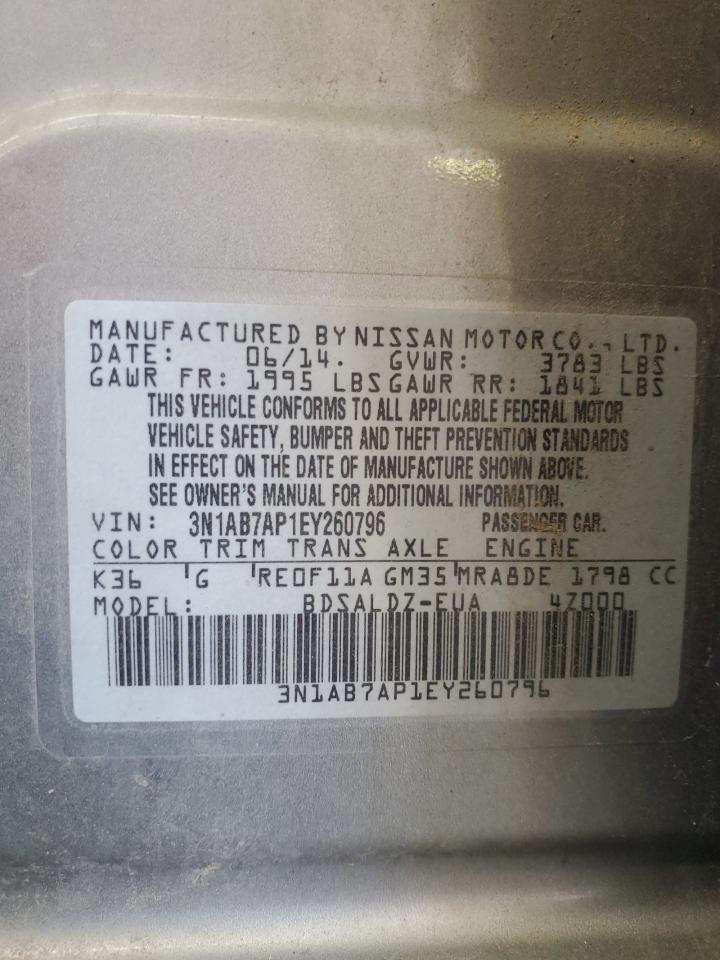 MANUFACTURED BY NISSAN MOTOR CO., LTD.
DATE: 06/14. GVWR: 3783 LBS
GAWR FR: 1995 LBS GAWR RR: 1841 LBS
THIS VEHICLE CONFORMS TO ALL APPLICABLE FEDERAL MOTOR
VEHICLE SAFETY, BUMPER AND THEFT PREVENTION STANDARDS
IN EFFECT ON THE DATE OF MANUFACTURE SHOWN ABOVE.
SEE OWNER'S MANUAL FOR ADDITIONAL INFORMATION.
VIN: 3N1AB7AP1EY260796 PASSENGER CAR.
COLOR TRIM TRANS AXLE ENGINE
K36 G RE0F11A GM35 MRA8DE 1798 CC
MODEL: BDSALDZ-EUA 4Z000
3N1AB7AP1EY260796